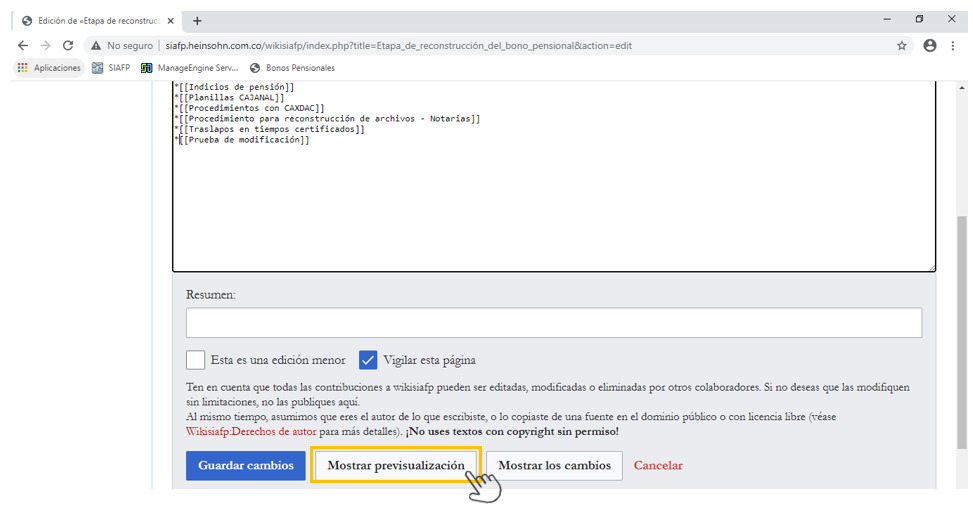 Edición de «Etapa de reconstrucc
No seguro | siafp.heinsohn.com.co/wikisiafp/index.php?title=Etapa_de_reconstrucción_del_bono_pensional&action=edit
Aplicaciones SIAFP ManageEngine Serv... Bonos Pensionales
*[[Indicios de pensión]]
*[[Planillas CAJANAL]]
*[[Procedimientos con CAXDAC]]
*[[Procedimiento para reconstrucción de archivos - Notarias]]
*[[Traslapos en tiempos certificados]]
*[[Prueba de modificación]]
Resumen:
Esta es una edición menor Vigilar esta página
Ten en cuenta que todas las contribuciones a wikisiafp pueden ser editadas, modificadas o eliminadas por otros colaboradores. Si no deseas que las modifiquen
sin limitaciones, no las publiques aquí.
Al mismo tiempo, asumimos que eres el autor de lo que escribiste, o lo copiaste de una fuente en el dominio público o con licencia libre (véase
Wikisiafp:Derechos de autor para más detalles). ¡No uses textos con copyright sin permiso!
Guardar cambios Mostrar previsualización Mostrar los cambios Cancelar